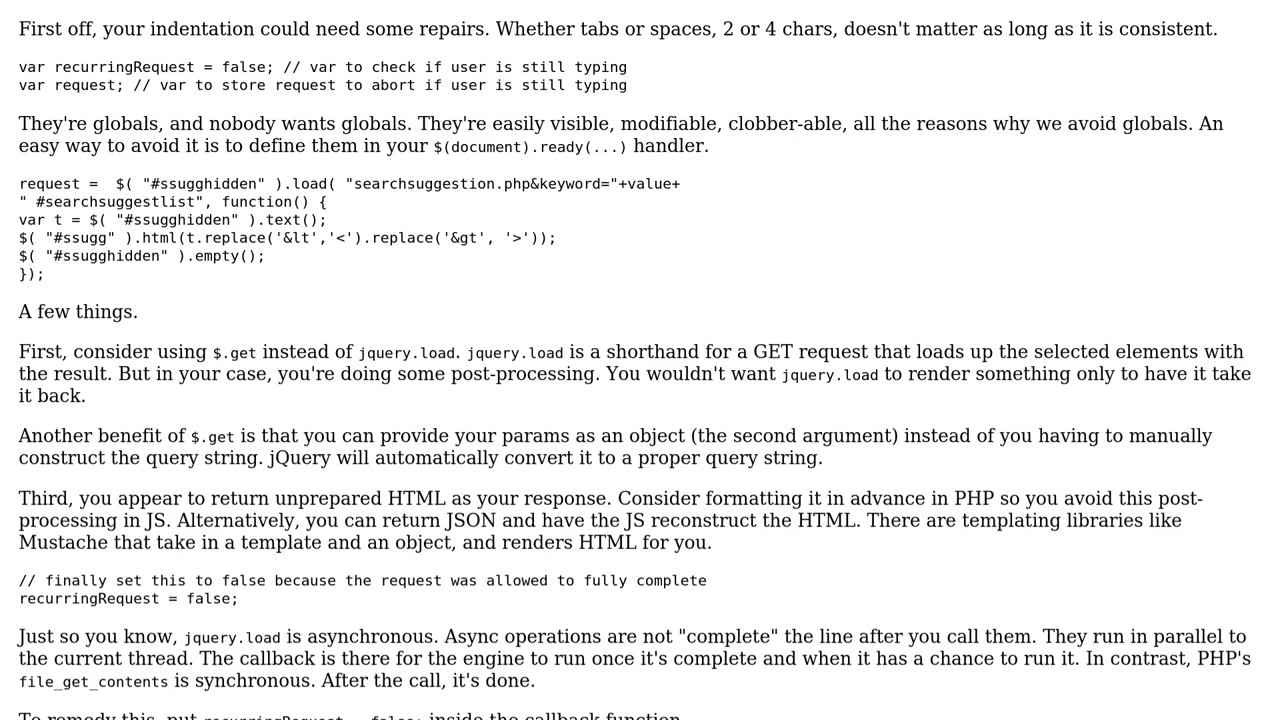 First off, your indentation could need some repairs. Whether tabs or spaces, 2 or 4 chars, doesn't matter as long as it is consistent.
var recurringRequest = false; // var to check if user is still typing
var request; // var to store request to abort if user is still typing
They're globals, and nobody wants globals. They're easily visible, modifiable, clobber-able, all the reasons why we avoid globals. An
easy way to avoid it is to define them in your $(document).ready(...) handler.
request =  $( "#ssugghidden" ).load( "searchsuggestion.php&keyword="+value+
" #searchsuggestlist", function() {
var t = $( "#ssugghidden" ).text();
$( "#ssugg" ).html(t.replace('&lt','<').replace('&gt', '>'));
$( "#ssugghidden" ).empty();
});
A few things.
First, consider using $.get instead of jquery.load. jquery.load is a shorthand for a GET request that loads up the selected elements with
the result. But in your case, you're doing some post-processing. You wouldn't want jquery.load to render something only to have it take
it back.
Another benefit of $.get is that you can provide your params as an object (the second argument) instead of you having to manually
construct the query string. jQuery will automatically convert it to a proper query string.
Third, you appear to return unprepared HTML as your response. Consider formatting it in advance in PHP so you avoid this post-
processing in JS. Alternatively, you can return JSON and have the JS reconstruct the HTML. There are templating libraries like
Mustache that take in a template and an object, and renders HTML for you.
// finally set this to false because the request was allowed to fully complete
recurringRequest = false;
Just so you know, jquery.load is asynchronous. Async operations are not "complete" the line after you call them. They run in parallel to
the current thread. The callback is there for the engine to run once it's complete and when it has a chance to run it. In contrast, PHP's
file_get_contents is synchronous. After the call, it's done.
To remedy this, put recurringRequest = false; inside the callback function.